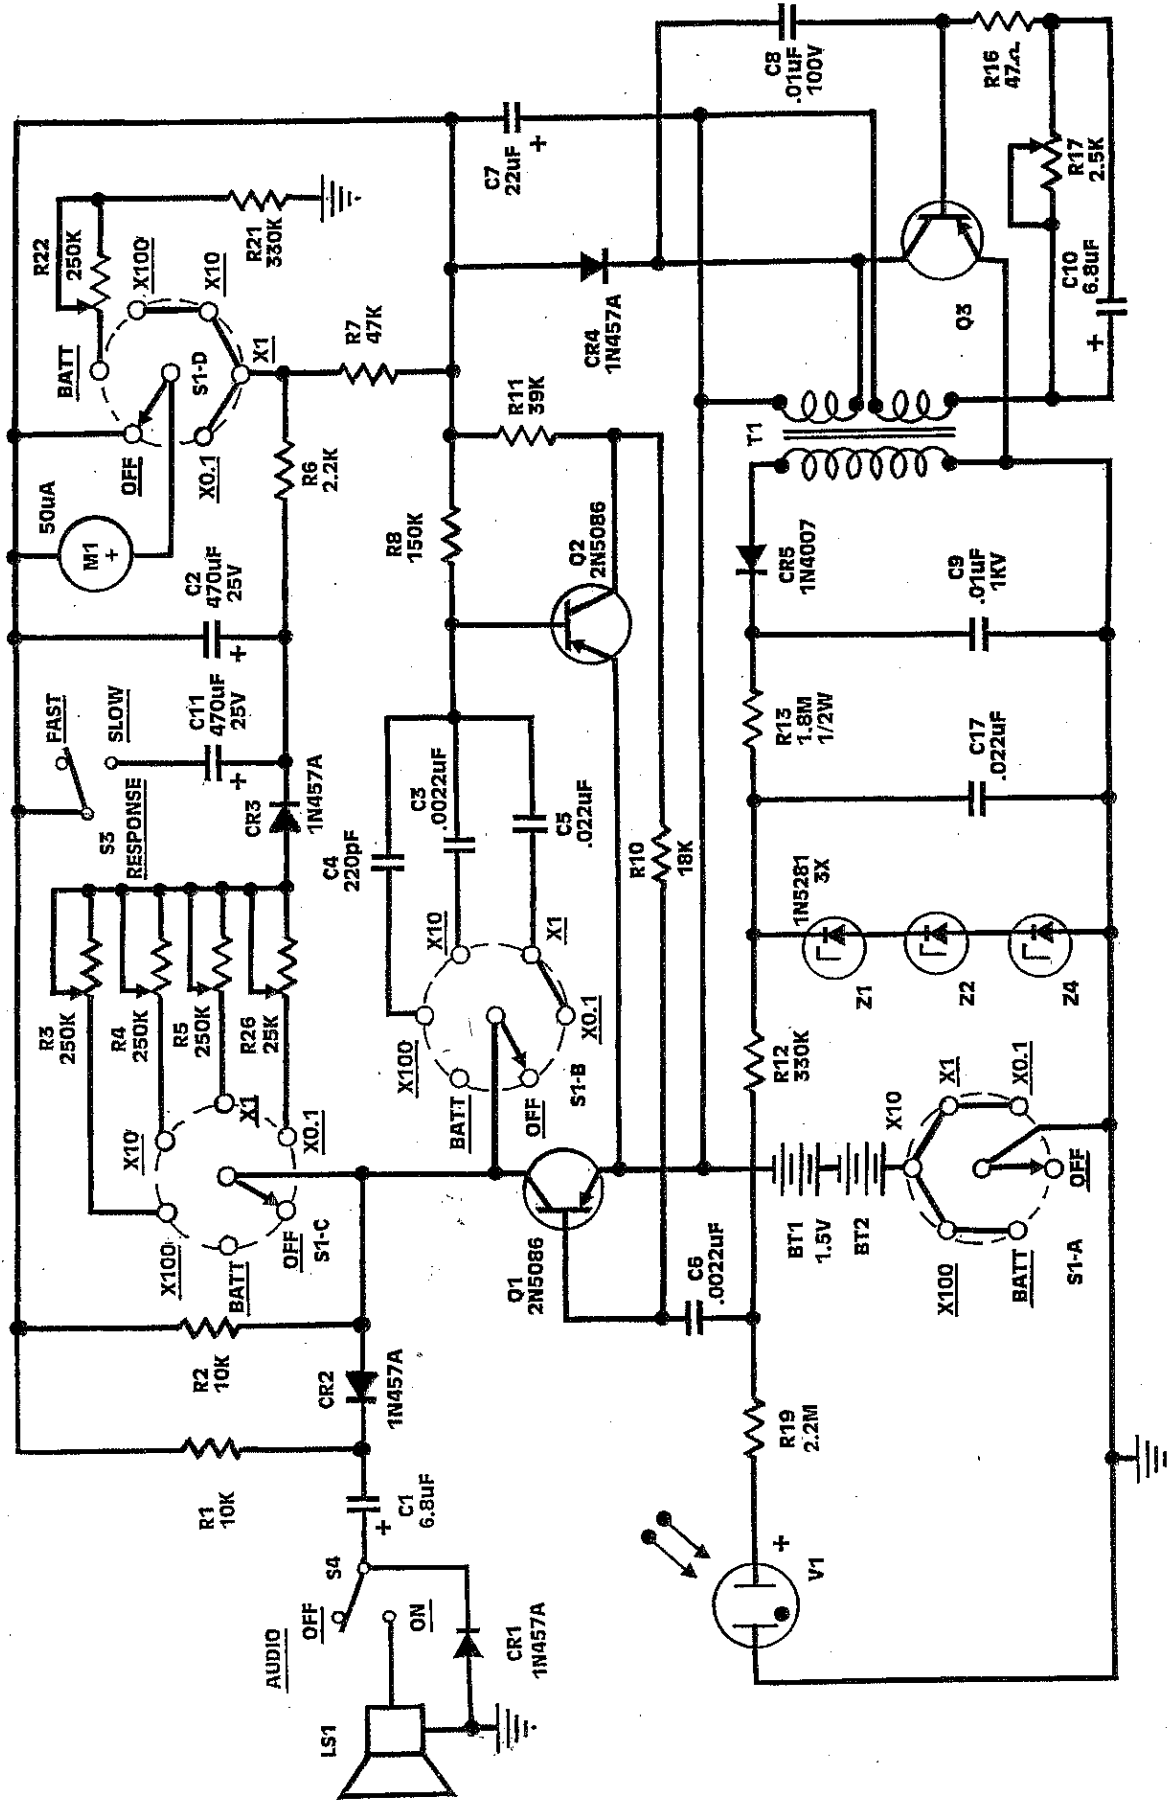 R22
250K
X100
X10
R21
330K
BATT
S1-D
X1
OFF
X0.1
R7
47K
50uA
M1
+
C2
470uF
25V
+
R6
2.2K
FAST
SLOW
S3
RESPONSE
C11
470uF
25V
+
CR3
1N457A
R3
250K
R4
250K
R5
250K
R26
25K
X10
X1
X0.1
X100
BATT
OFF
S1-C
R2
10K
R1
10K
CR2
1N457A
C1
6.8uF
+
S4
AUDIO
OFF
ON
LS1
CR1
1N457A
C7
22uF
+
C8
.01uF
100V
R16
47Ω
R17
2.5K
C10
6.8uF
+
Q3
CR4
1N457A
R11
39K
R8
150K
Q2
2N5086
C4
220pF
C3
.0022uF
C5
.022uF
R10
18K
X10
X1
X100
X0.1
BATT
OFF
S1-B
Q1
2N5086
C6
.0022uF
T1
CR5
1N4007
C9
.01uF
1KV
R13
1.8M
1/2W
C17
.022uF
1N5281
3X
Z1
Z2
Z4
R12
330K
BT1
1.5V
BT2
X10
X1
X0.1
X100
BATT
OFF
S1-A
R19
2.2M
+
V1